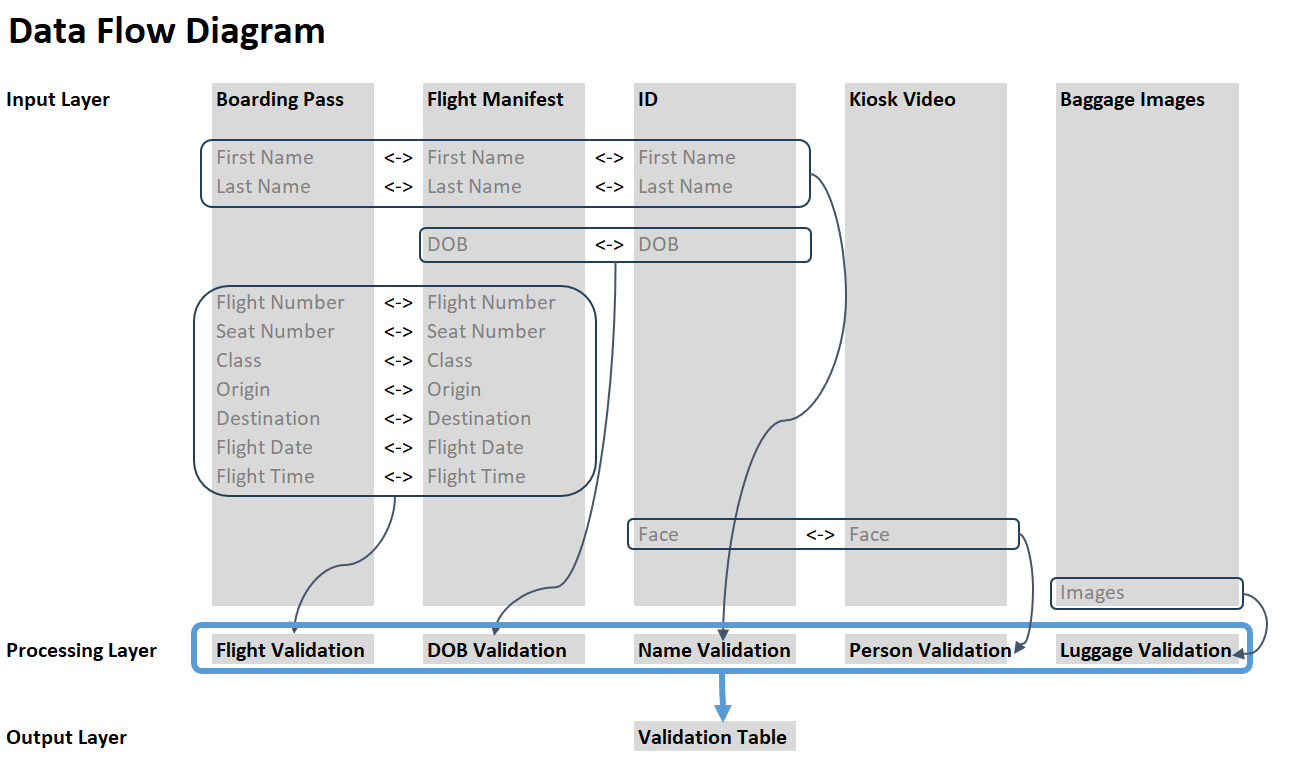 Data Flow Diagram
Input Layer Boarding Pass Flight Manifest ID Kiosk Video Baggage Images
First Name <-> First Name <-> First Name
Last Name <-> Last Name <-> Last Name
DOB <-> DOB
Flight Number <-> Flight Number
Seat Number <-> Seat Number
Class <-> Class
Origin <-> Origin
Destination <-> Destination
Flight Date <-> Flight Date
Flight Time <-> Flight Time
Face <-> Face
Images
Processing Layer Flight Validation DOB Validation Name Validation Person Validation Luggage Validation
Output Layer Validation Table